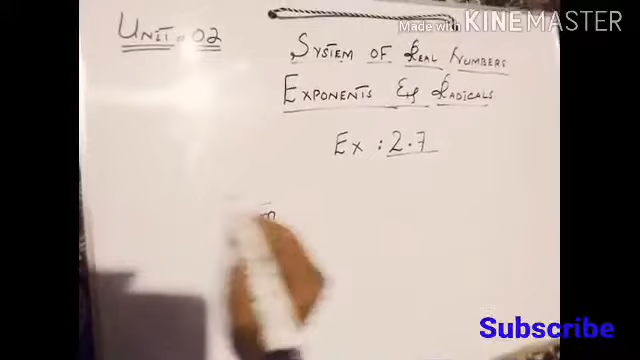 Made with KINEMASTER
UNIT - 02
SYSTEM OF REAL NUMBERS
EXPONENTS & RADICALS
Ex : 2.7
Subscribe